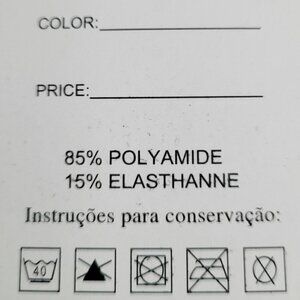 COLOR:
PRICE:
85% POLYAMIDE
15% ELASTHANNE
Instruções para conservação:
40